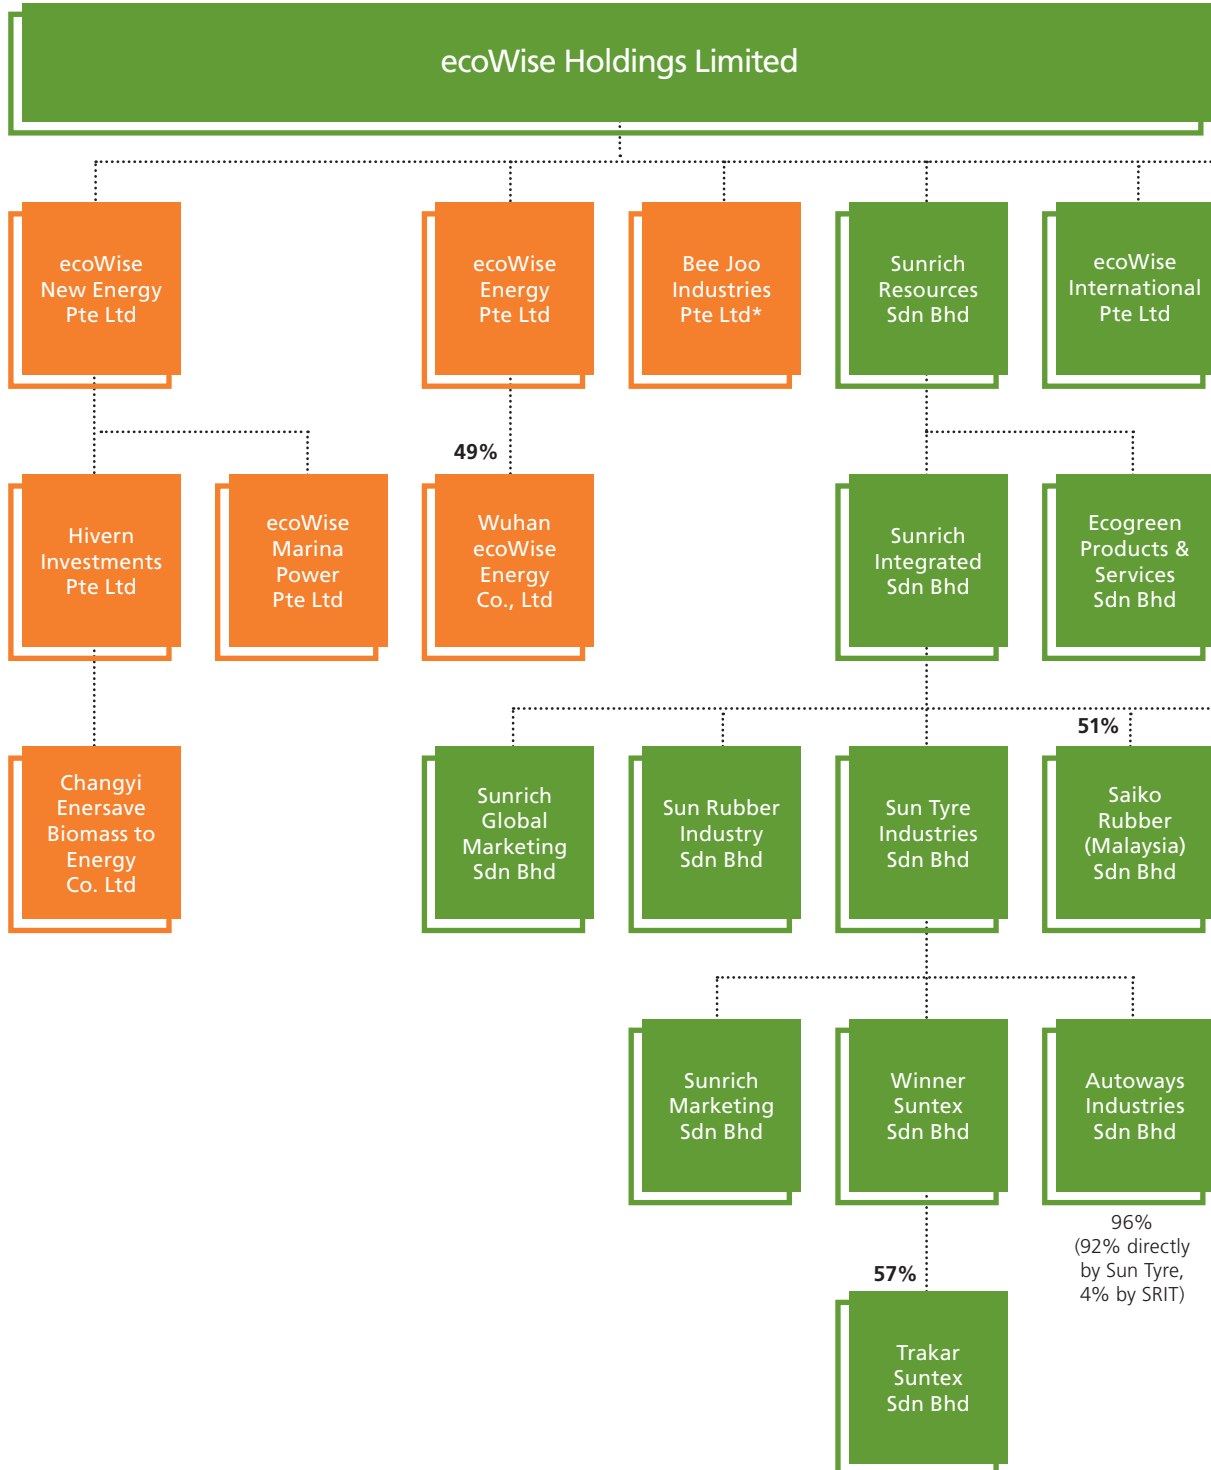 ecoWise Holdings Limited
ecoWise
New Energy
Pte Ltd
ecoWise
Energy
Pte Ltd
Bee Joo
Industries
Pte Ltd*
Sunrich
Resources
Sdn Bhd
ecoWise
International
Pte Ltd
49%
Hivern
Investments
Pte Ltd
ecoWise
Marina
Power
Pte Ltd
Wuhan
ecoWise
Energy
Co., Ltd
Sunrich
Integrated
Sdn Bhd
Ecogreen
Products &
Services
Sdn Bhd
51%
Changyi
Enersave
Biomass to
Energy
Co. Ltd
Sunrich
Global
Marketing
Sdn Bhd
Sun Rubber
Industry
Sdn Bhd
Sun Tyre
Industries
Sdn Bhd
Saiko
Rubber
(Malaysia)
Sdn Bhd
Sunrich
Marketing
Sdn Bhd
Winner
Suntex
Sdn Bhd
Autoways
Industries
Sdn Bhd
96%
(92% directly
by Sun Tyre,
4% by SRIT)
57%
Trakar
Suntex
Sdn Bhd